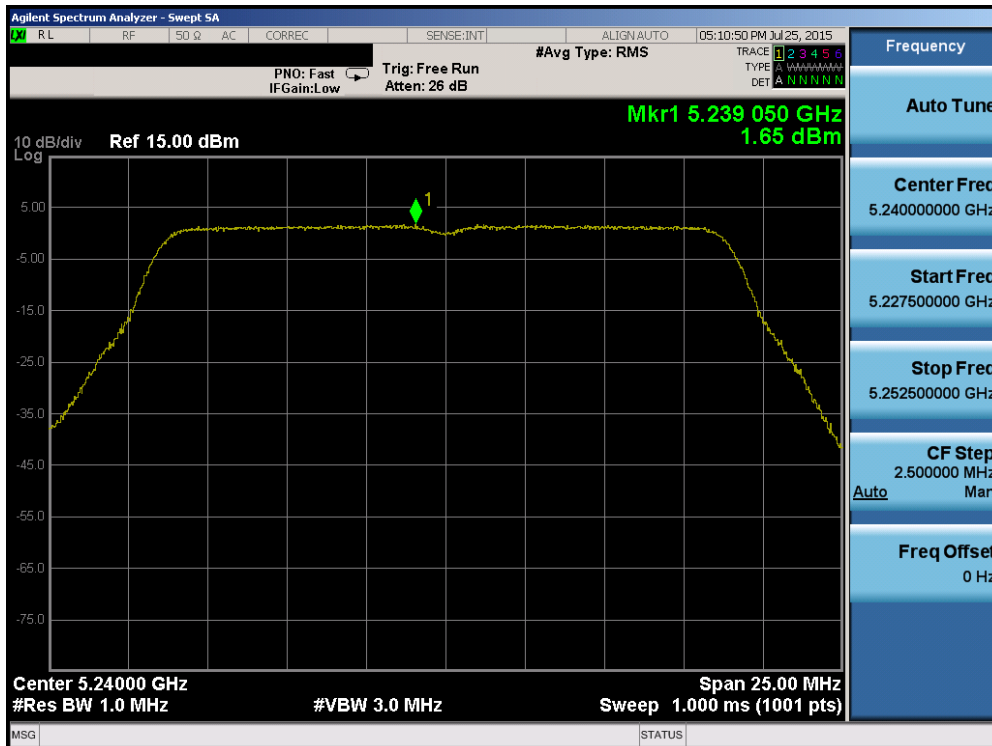 Agilent Spectrum Analyzer - Swept SA
LXI RL RF 50 Ω AC CORREC SENSE:INT ALIGN AUTO 05:10:50 PM Jul 25, 2015
#Avg Type: RMS
PNO: Fast Trig: Free Run
IFGain:Low Atten: 26 dB
TRACE 1 2 3 4 5 6
TYPE A WWWWW
DET A N N N N N
Mkr1 5.239 050 GHz
1.65 dBm
10 dB/div Ref 15.00 dBm
Log
1
5.00
-5.00
-15.0
-25.0
-35.0
-45.0
-55.0
-65.0
-75.0
Center 5.24000 GHz Span 25.00 MHz
#Res BW 1.0 MHz #VBW 3.0 MHz Sweep 1.000 ms (1001 pts)
MSG STATUS
Frequency
Auto Tune
Center Freq
5.240000000 GHz
Start Freq
5.227500000 GHz
Stop Freq
5.252500000 GHz
CF Step
2.500000 MHz
Auto Man
Freq Offset
0 Hz